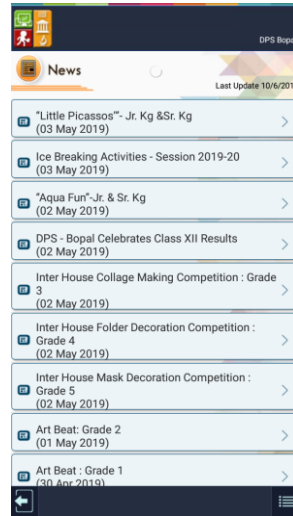 DPS Bopa
News
Last Update 10/6/201
"Little Picassos'"- Jr. Kg &Sr. Kg
(03 May 2019)
Ice Breaking Activities - Session 2019-20
(03 May 2019)
"Aqua Fun"-Jr. & Sr. Kg
(02 May 2019)
DPS - Bopal Celebrates Class XII Results
(02 May 2019)
Inter House Collage Making Competition : Grade
3
(02 May 2019)
Inter House Folder Decoration Competition :
Grade 4
(02 May 2019)
Inter House Mask Decoration Competition :
Grade 5
(02 May 2019)
Art Beat: Grade 2
(01 May 2019)
Art Beat : Grade 1
(30 Apr 2019)